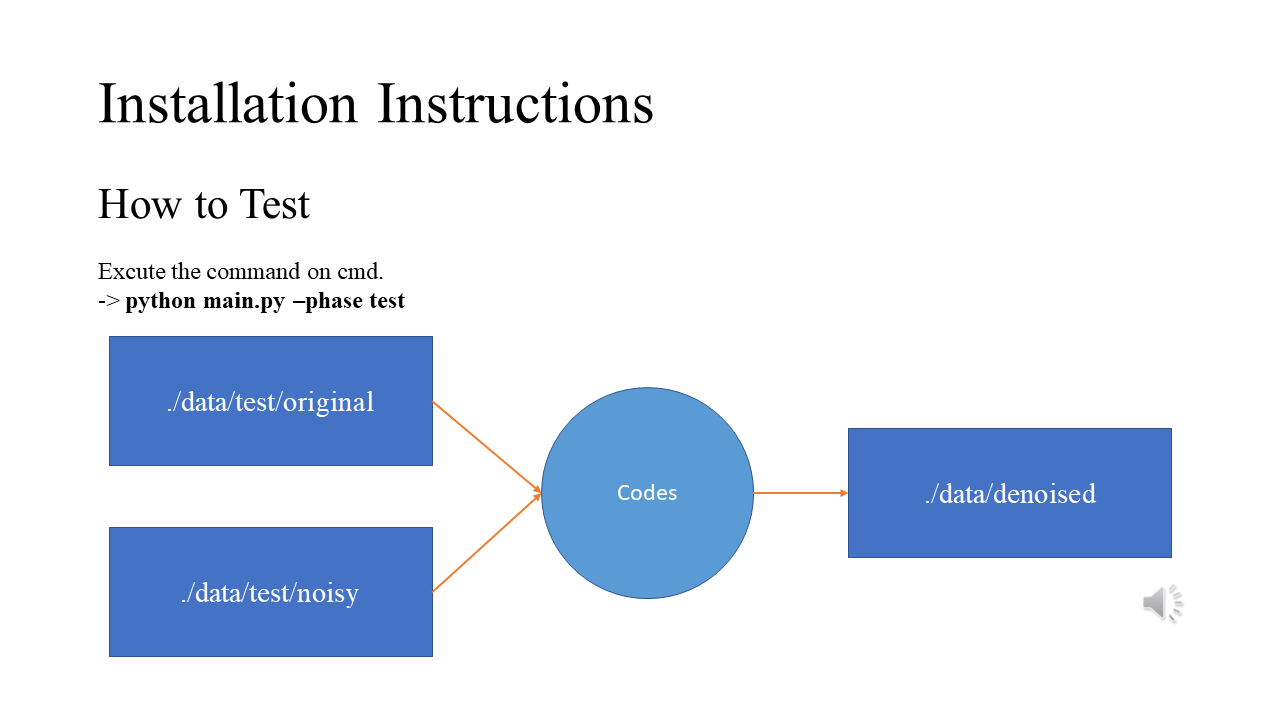 Installation Instructions
How to Test
Excute the command on cmd.
-> python main.py –phase test
./data/test/original
Codes
./data/denoised
./data/test/noisy